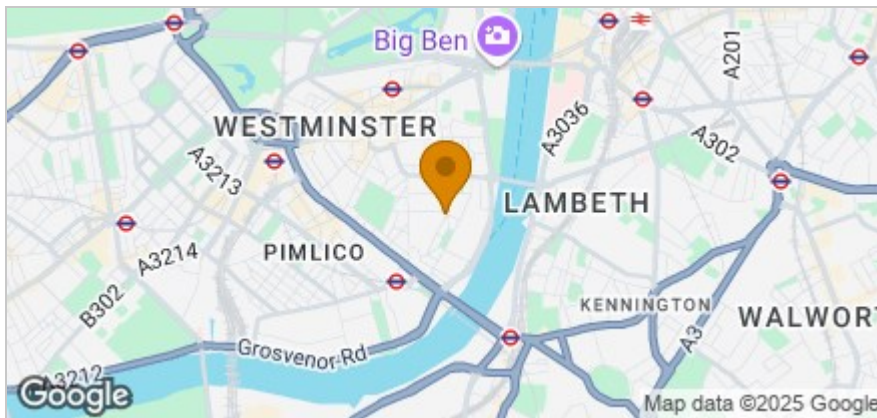 Big Ben
A201
WESTMINSTER
A3036
A302
A3213
LAMBETH
A3214
PIMLICO
B302
KENNINGTON
A3
WALWORT
Grosvenor Rd
A3212
Google
Map data ©2025 Google